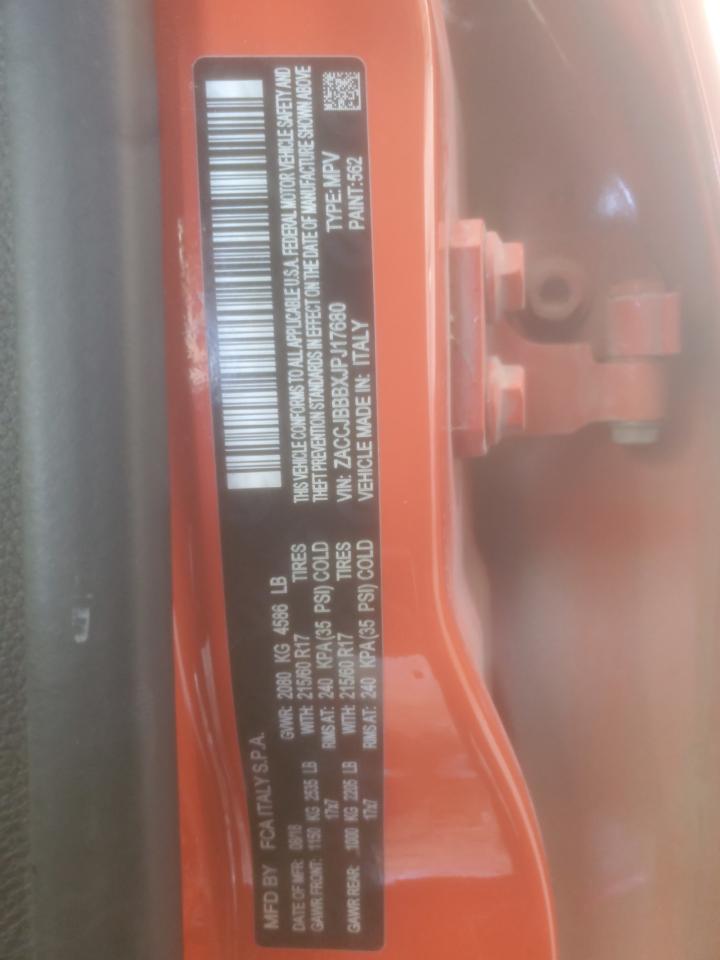 MFD BY FCA ITALY S.P.A.
DATE OF MFR: 06/18 GVWR: 2080 KG 4586 LB
GAWR FRONT: 1150 KG 2535 LB WITH: 215/60 R17 TIRES
17x7 RIMS AT: 240 KPA (35 PSI) COLD
GAWR REAR: 1000 KG 2205 LB WITH: 215/60 R17 TIRES
17x7 RIMS AT: 240 KPA (35 PSI) COLD
THIS VEHICLE CONFORMS TO ALL APPLICABLE U.S.A. FEDERAL MOTOR VEHICLE SAFETY AND
THEFT PREVENTION STANDARDS IN EFFECT ON THE DATE OF MANUFACTURE SHOWN ABOVE
VIN: ZACCJBBBXJPJ17680 TYPE: MPV
VEHICLE MADE IN: ITALY PAINT: 562